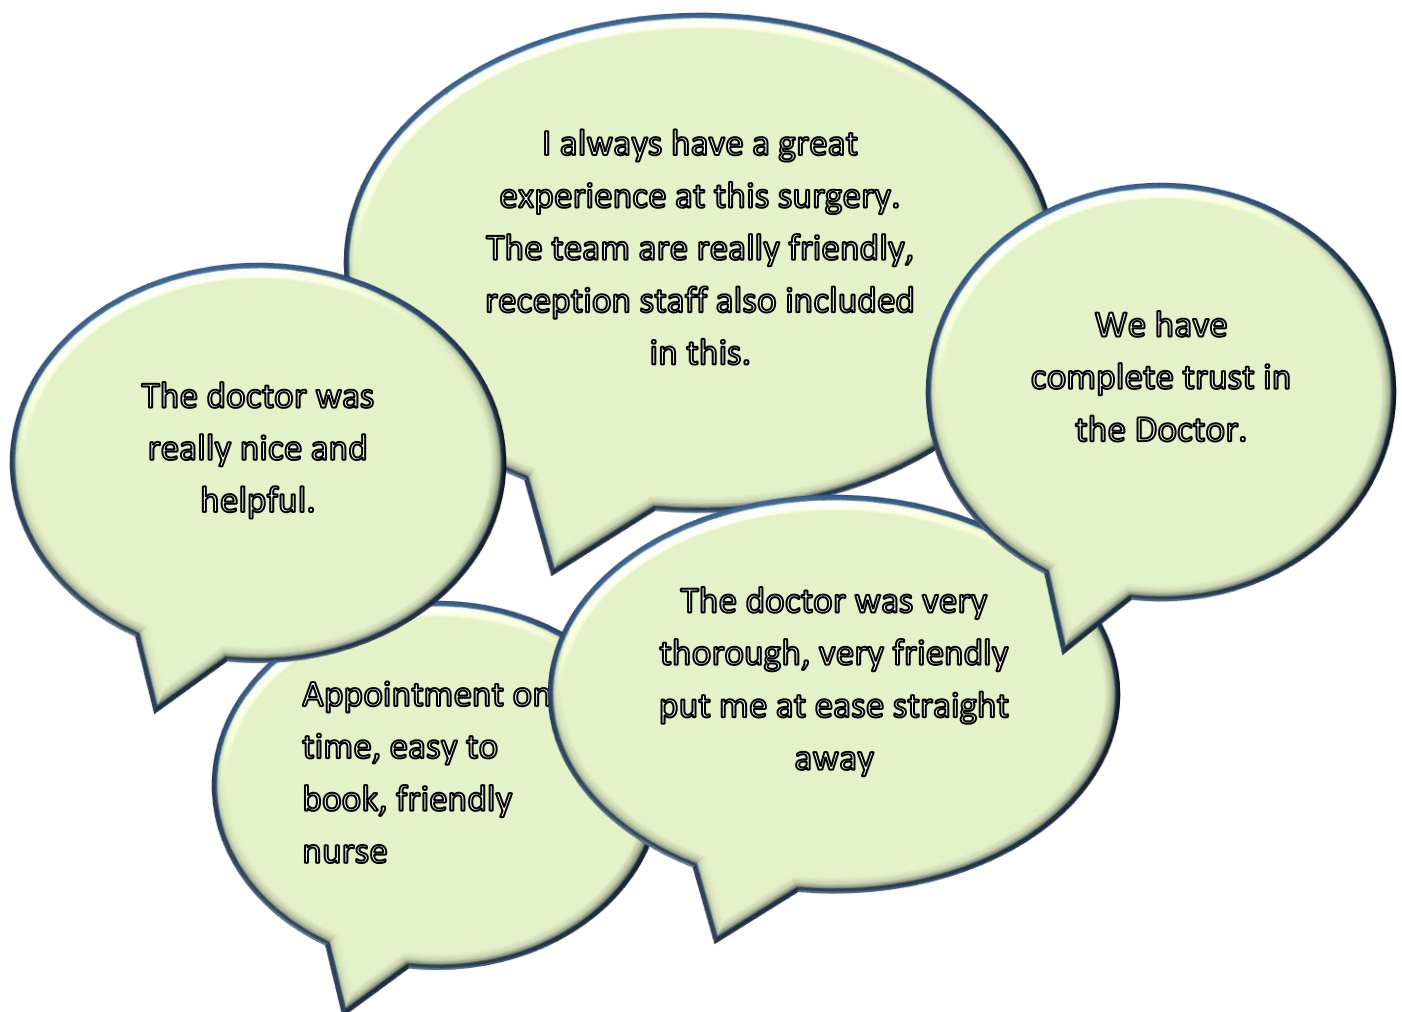 I always have a great
experience at this surgery.
The team are really friendly,
reception staff also included
in this.
We have
complete trust in
the Doctor.
The doctor was
really nice and
helpful.
The doctor was very
thorough, very friendly
put me at ease straight
away
Appointment on
time, easy to
book, friendly
nurse